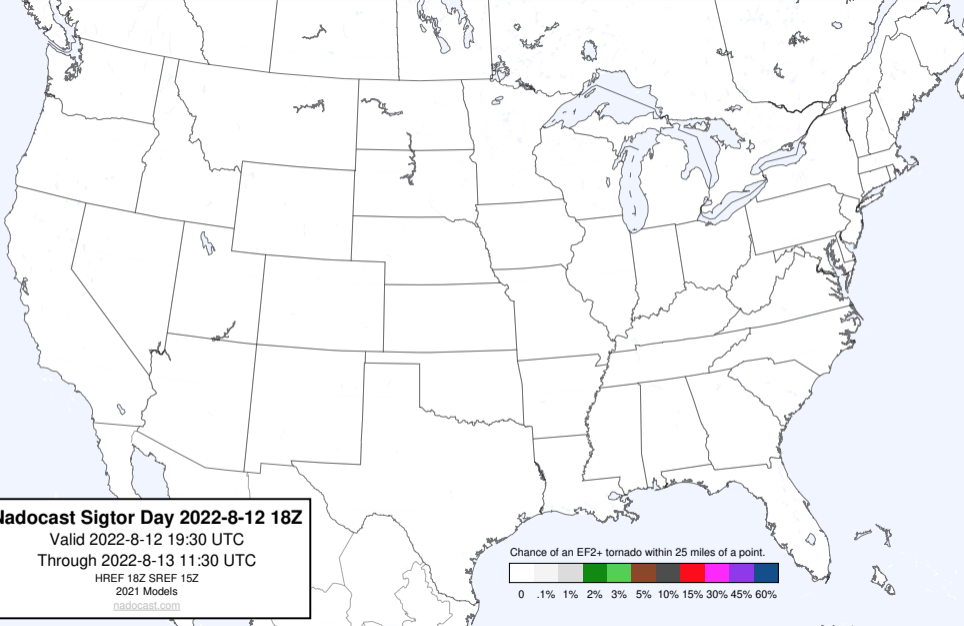 Nadocast Sigtor Day 2022-8-12 18Z
Valid 2022-8-12 19:30 UTC
Through 2022-8-13 11:30 UTC
HREF 18Z SREF 15Z
2021 Models
nadocast.com
Chance of an EF2+ tornado within 25 miles of a point.
0 .1% 1% 2% 3% 5% 10% 15% 30% 45% 60%